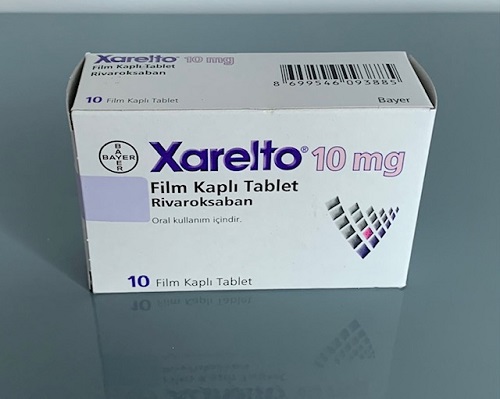 Xarelto® 10 mg
Film Kaplı Tablet
Rivaroksaban
8 699546 093885
10 Film Kaplı Tablet
Bayer
BAYER
BAYER
Xarelto® 10 mg
Film Kaplı Tablet
Rivaroksaban
Oral kullanım içindir.
10 Film Kaplı Tablet